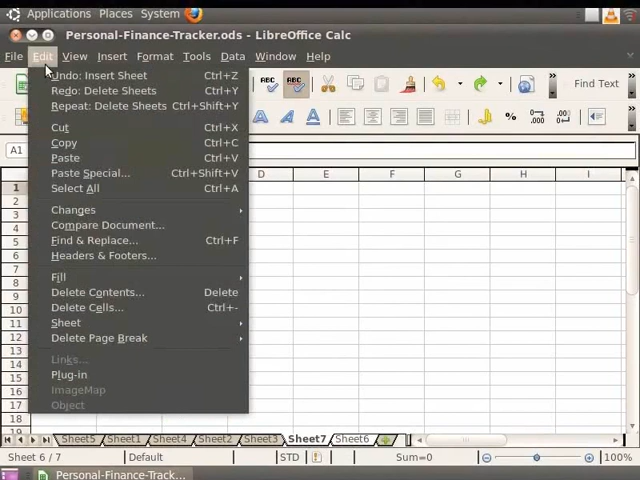 Applications Places System
Personal-Finance-Tracker.ods - LibreOffice Calc
File Edit View Insert Format Tools Data Window Help
Undo: Insert Sheet Ctrl+Z
Redo: Delete Sheets Ctrl+Y
Repeat: Delete Sheets Ctrl+Shift+Y
Cut Ctrl+X
Copy Ctrl+C
Paste Ctrl+V
Paste Special... Ctrl+Shift+V
Select All Ctrl+A
Changes
Compare Document...
Find & Replace... Ctrl+F
Headers & Footers...
Fill
Delete Contents... Delete
Delete Cells... Ctrl+-
Sheet
Delete Page Break
Links...
Plug-in
ImageMap
Object
ABC ABC Find Text
% .000 .000
A1
D E F G H I
1
2
3
4
5
6
7
8
9
10
11
12
13
14
15
16
17
18
19
Sheet5 Sheet1 Sheet4 Sheet2 Sheet3 Sheet7 Sheet6
Sheet 6 / 7 Default STD Sum=0 100%
Personal-Finance-Track...